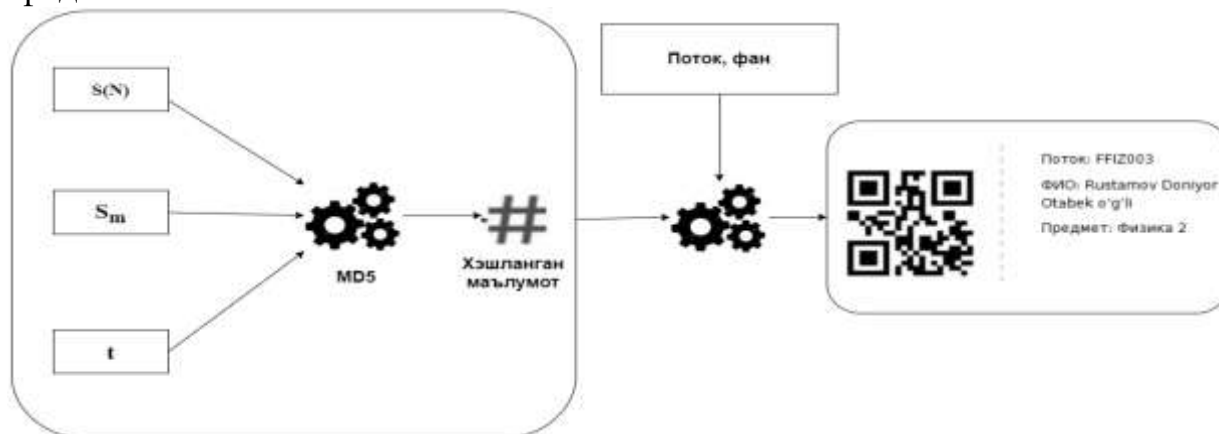 S(N)
Sm
t
MD5
Хэшланган
маълумот
Поток, фан
Поток: FFIZ003
ФИО: Rustamov Doniyor
Otabek o'g'li
Предмет: Физика 2